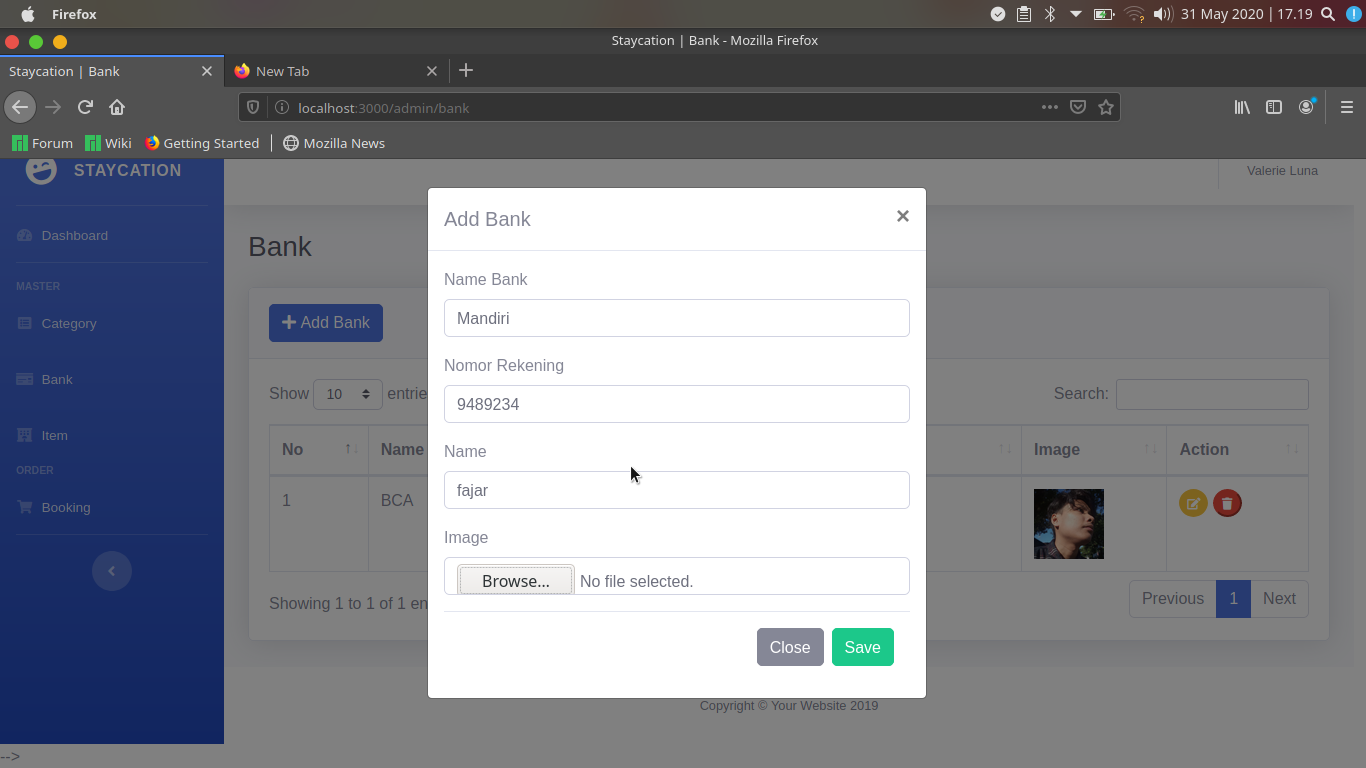 Firefox
31 May 2020 | 17.19
Staycation | Bank - Mozilla Firefox
Staycation | Bank
New Tab
localhost:3000/admin/bank
Forum
Wiki
Getting Started
Mozilla News
STAYCATION
Valerie Luna
Dashboard
MASTER
Category
Bank
Item
ORDER
Booking
Bank
Add Bank
Show 10 entrie
Search:
No
Name
Image
Action
1
BCA
Showing 1 to 1 of 1 en
Previous 1 Next
Add Bank
×
Name Bank
Mandiri
Nomor Rekening
9489234
Name
fajar
Image
Browse... No file selected.
Close
Save
Copyright © Your Website 2019
-->